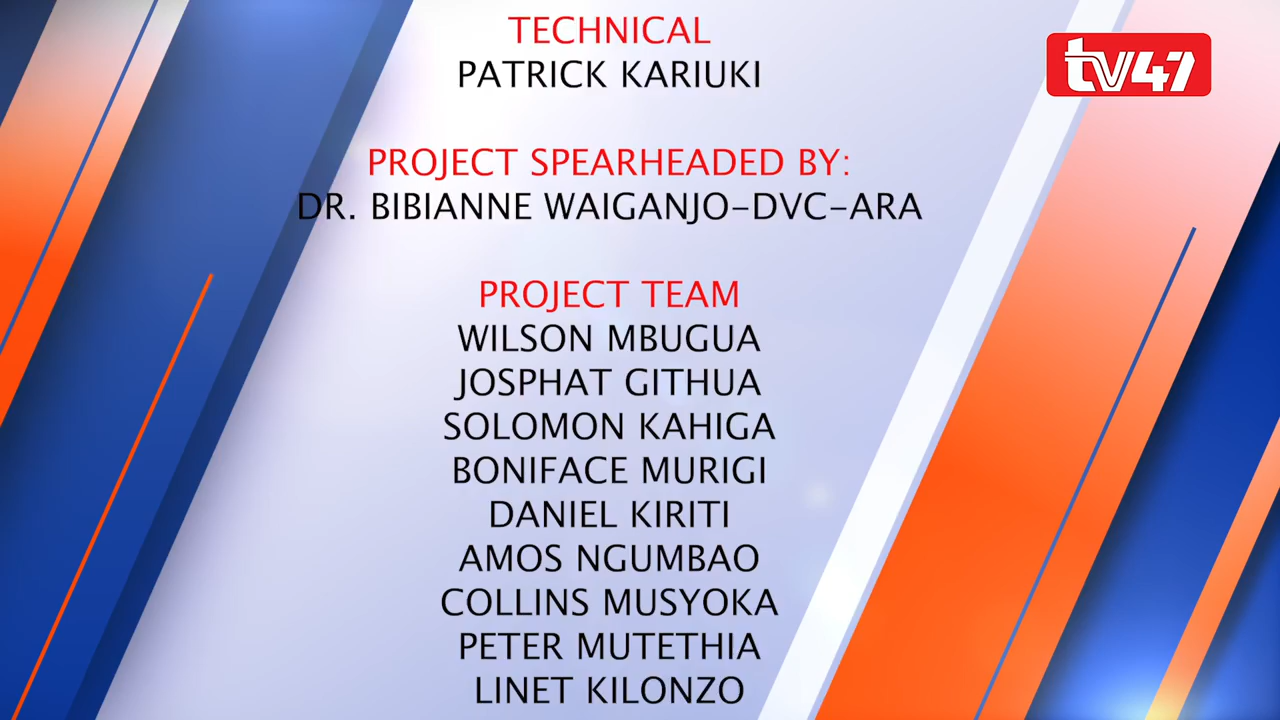 TECHNICAL
PATRICK KARIUKI
tv47
PROJECT SPEARHEADED BY:
DR. BIBIANNE WAIGANJO-DVC-ARA
PROJECT TEAM
WILSON MBUGUA
JOSPHAT GITHUA
SOLOMON KAHIGA
BONIFACE MURIGI
DANIEL KIRITI
AMOS NGUMBAO
COLLINS MUSYOKA
PETER MUTETHIA
LINET KILONZO